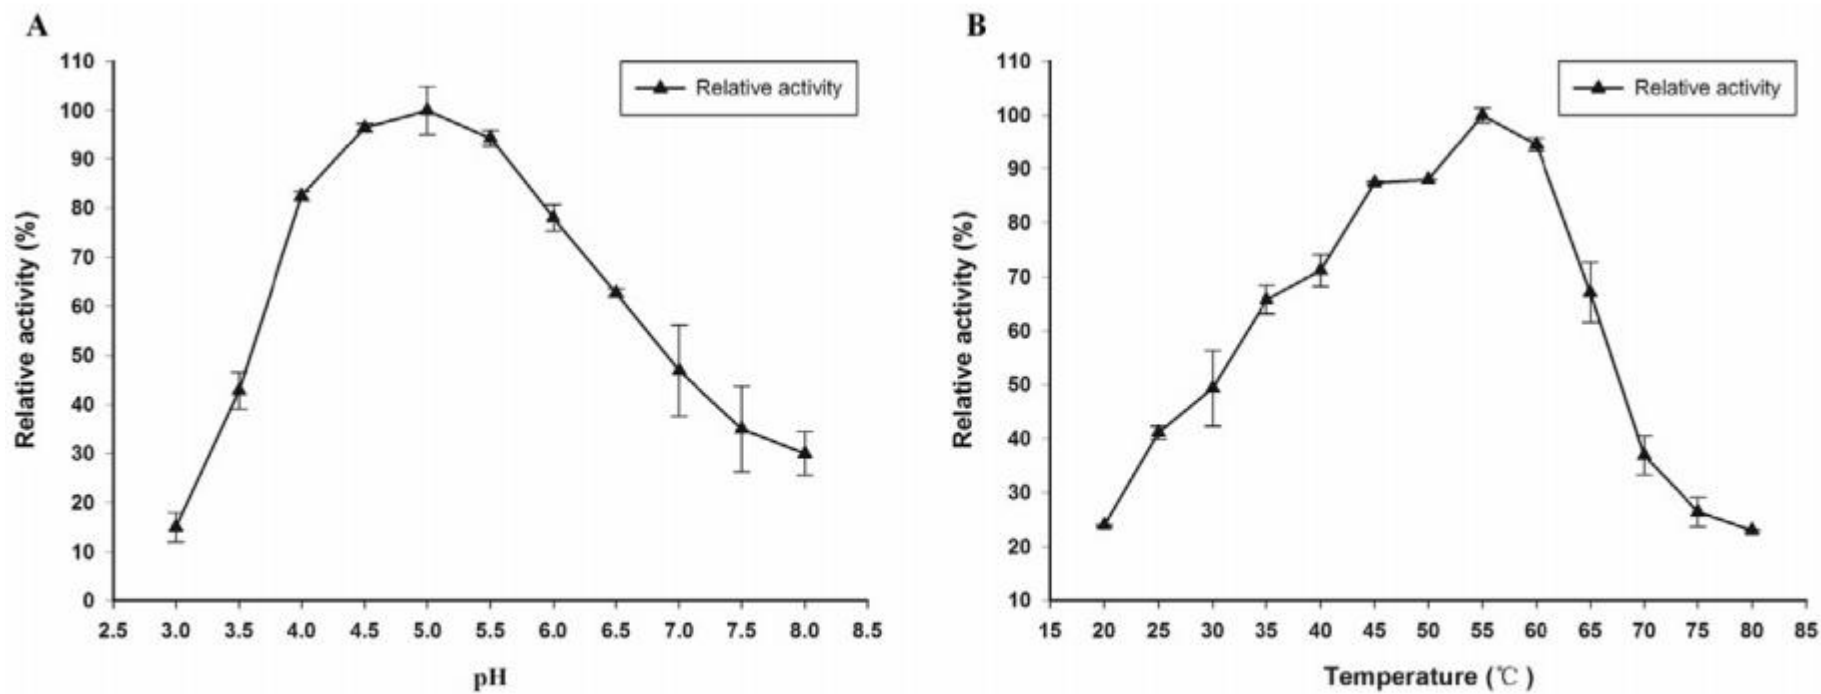 A
Relative activity (%)
110
100
90
80
70
60
50
40
30
20
10
0
2.5 3.0 3.5 4.0 4.5 5.0 5.5 6.0 6.5 7.0 7.5 8.0 8.5
pH
Relative activity
B
Relative activity (%)
110
100
90
80
70
60
50
40
30
20
10
15 20 25 30 35 40 45 50 55 60 65 70 75 80 85
Temperature (℃)
Relative activity